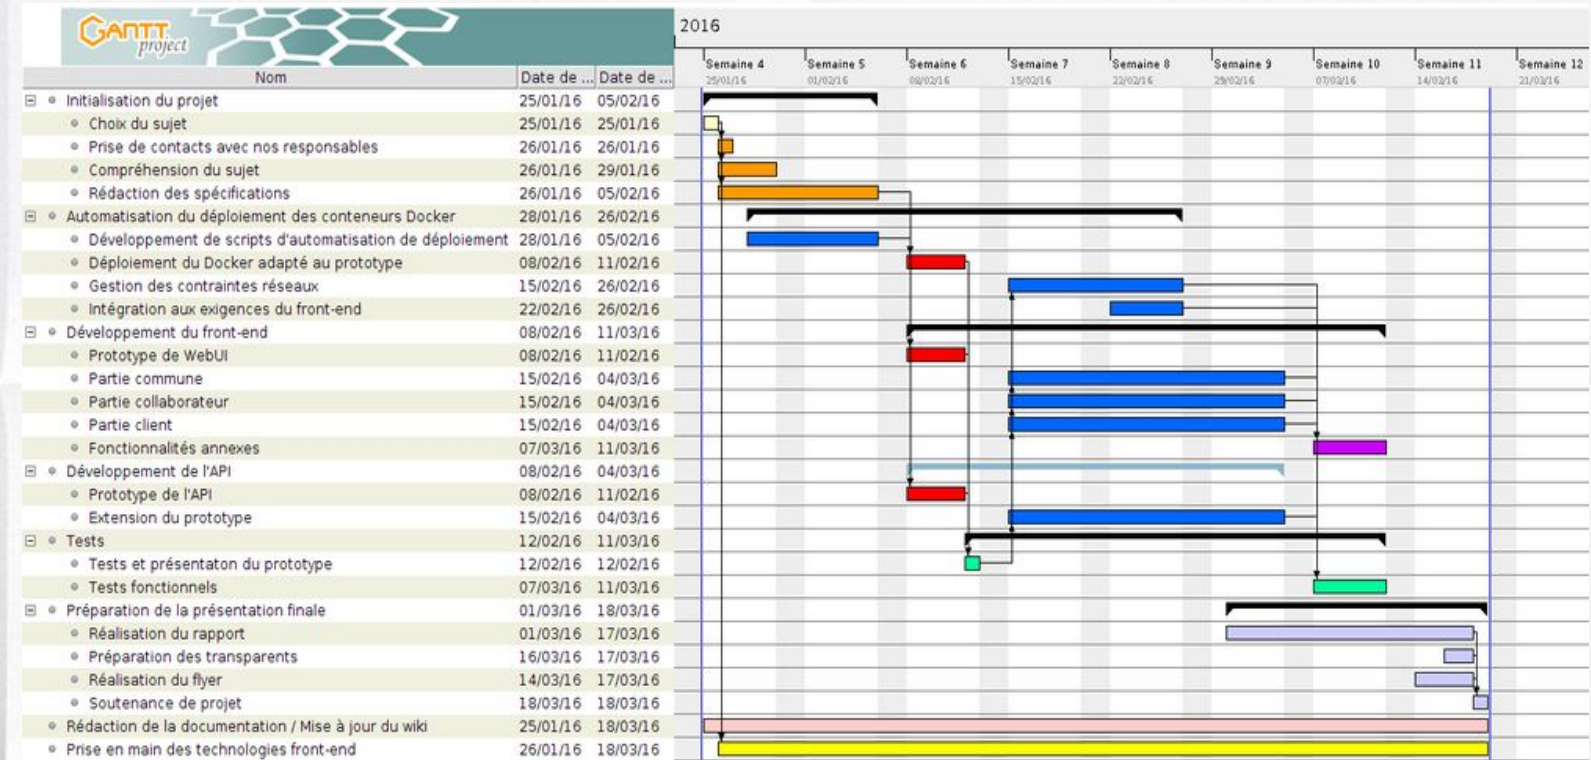 GANTT project
2016
Semaine 4 Semaine 5 Semaine 6 Semaine 7 Semaine 8 Semaine 9 Semaine 10 Semaine 11 Semaine 12
25/01/16 01/02/16 08/02/16 15/02/16 22/02/16 29/02/16 07/03/16 14/03/16 21/03/16
Nom Date de ... Date de ...
Initialisation du projet 25/01/16 05/02/16
Choix du sujet 25/01/16 25/01/16
Prise de contacts avec nos responsables 26/01/16 26/01/16
Compréhension du sujet 26/01/16 29/01/16
Rédaction des spécifications 26/01/16 05/02/16
Automatisation du déploiement des conteneurs Docker 28/01/16 26/02/16
Développement de scripts d'automatisation de déploiement 28/01/16 05/02/16
Déploiement du Docker adapté au prototype 08/02/16 11/02/16
Gestion des contraintes réseaux 15/02/16 26/02/16
Intégration aux exigences du front-end 22/02/16 26/02/16
Développement du front-end 08/02/16 11/03/16
Prototype de WebUI 08/02/16 11/02/16
Partie commune 15/02/16 04/03/16
Partie collaborateur 15/02/16 04/03/16
Partie client 15/02/16 04/03/16
Fonctionnalités annexes 07/03/16 11/03/16
Développement de l'API 08/02/16 04/03/16
Prototype de l'API 08/02/16 11/02/16
Extension du prototype 15/02/16 04/03/16
Tests 12/02/16 11/03/16
Tests et présentaton du prototype 12/02/16 12/02/16
Tests fonctionnels 07/03/16 11/03/16
Préparation de la présentation finale 01/03/16 18/03/16
Réalisation du rapport 01/03/16 17/03/16
Préparation des transparents 16/03/16 17/03/16
Réalisation du flyer 14/03/16 17/03/16
Soutenance de projet 18/03/16 18/03/16
Rédaction de la documentation / Mise à jour du wiki 25/01/16 18/03/16
Prise en main des technologies front-end 26/01/16 18/03/16